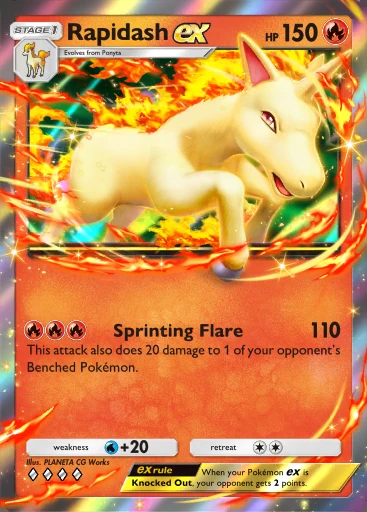 STAGE 1
Rapidash ex
HP 150
Evolves from Ponyta
Sprinting Flare 110
This attack also does 20 damage to 1 of your opponent's
Benched Pokémon.
weakness +20
retreat
Illus. PLANETA CG Works
ex rule
When your Pokémon ex is
Knocked Out, your opponent gets 2 points.